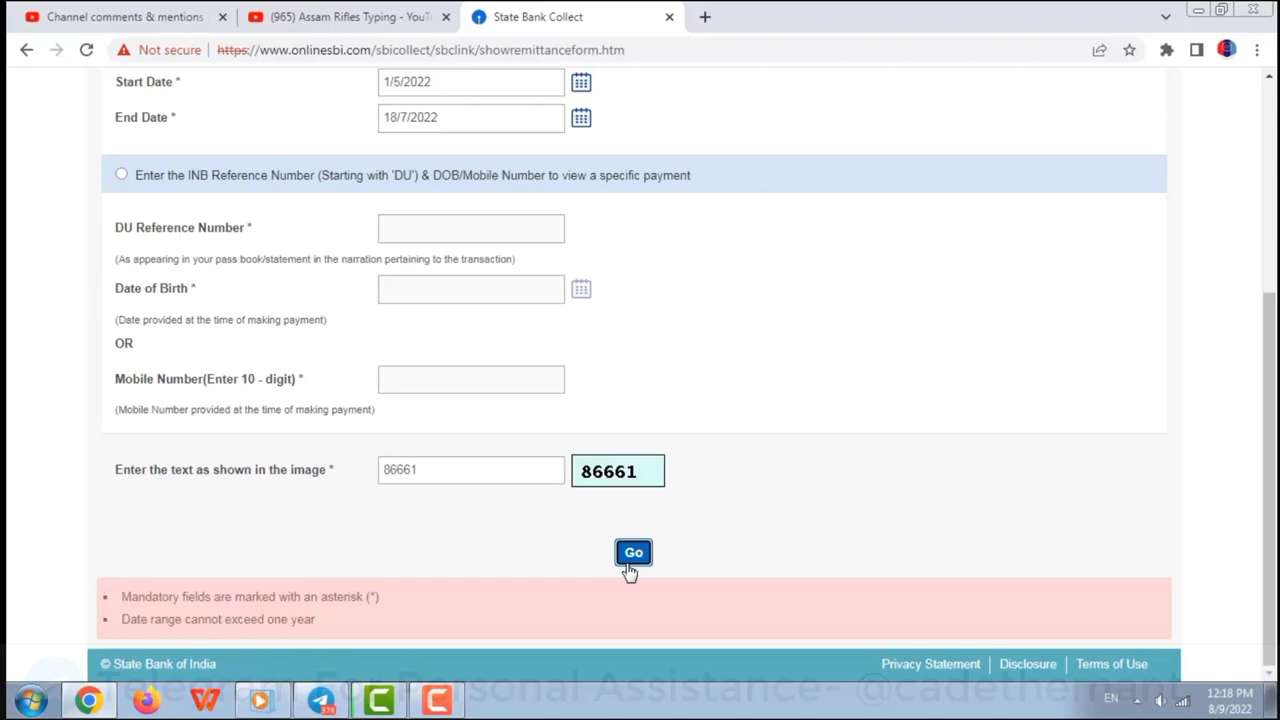 Channel comments & mentions
(965) Assam Rifles Typing - YouTu
State Bank Collect
Not secure
https://www.onlinesbi.com/sbicollect/sbclink/showremittanceform.htm
Start Date *
1/5/2022
End Date *
18/7/2022
Enter the INB Reference Number (Starting with 'DU') & DOB/Mobile Number to view a specific payment
DU Reference Number *
(As appearing in your pass book/statement in the narration pertaining to the transaction)
Date of Birth *
(Date provided at the time of making payment)
OR
Mobile Number(Enter 10 - digit) *
(Mobile Number provided at the time of making payment)
Enter the text as shown in the image *
86661
86661
Go
Mandatory fields are marked with an asterisk (*)
Date range cannot exceed one year
© State Bank of India
Privacy Statement
Disclosure
Terms of Use
379
EN
12:18 PM
8/9/2022